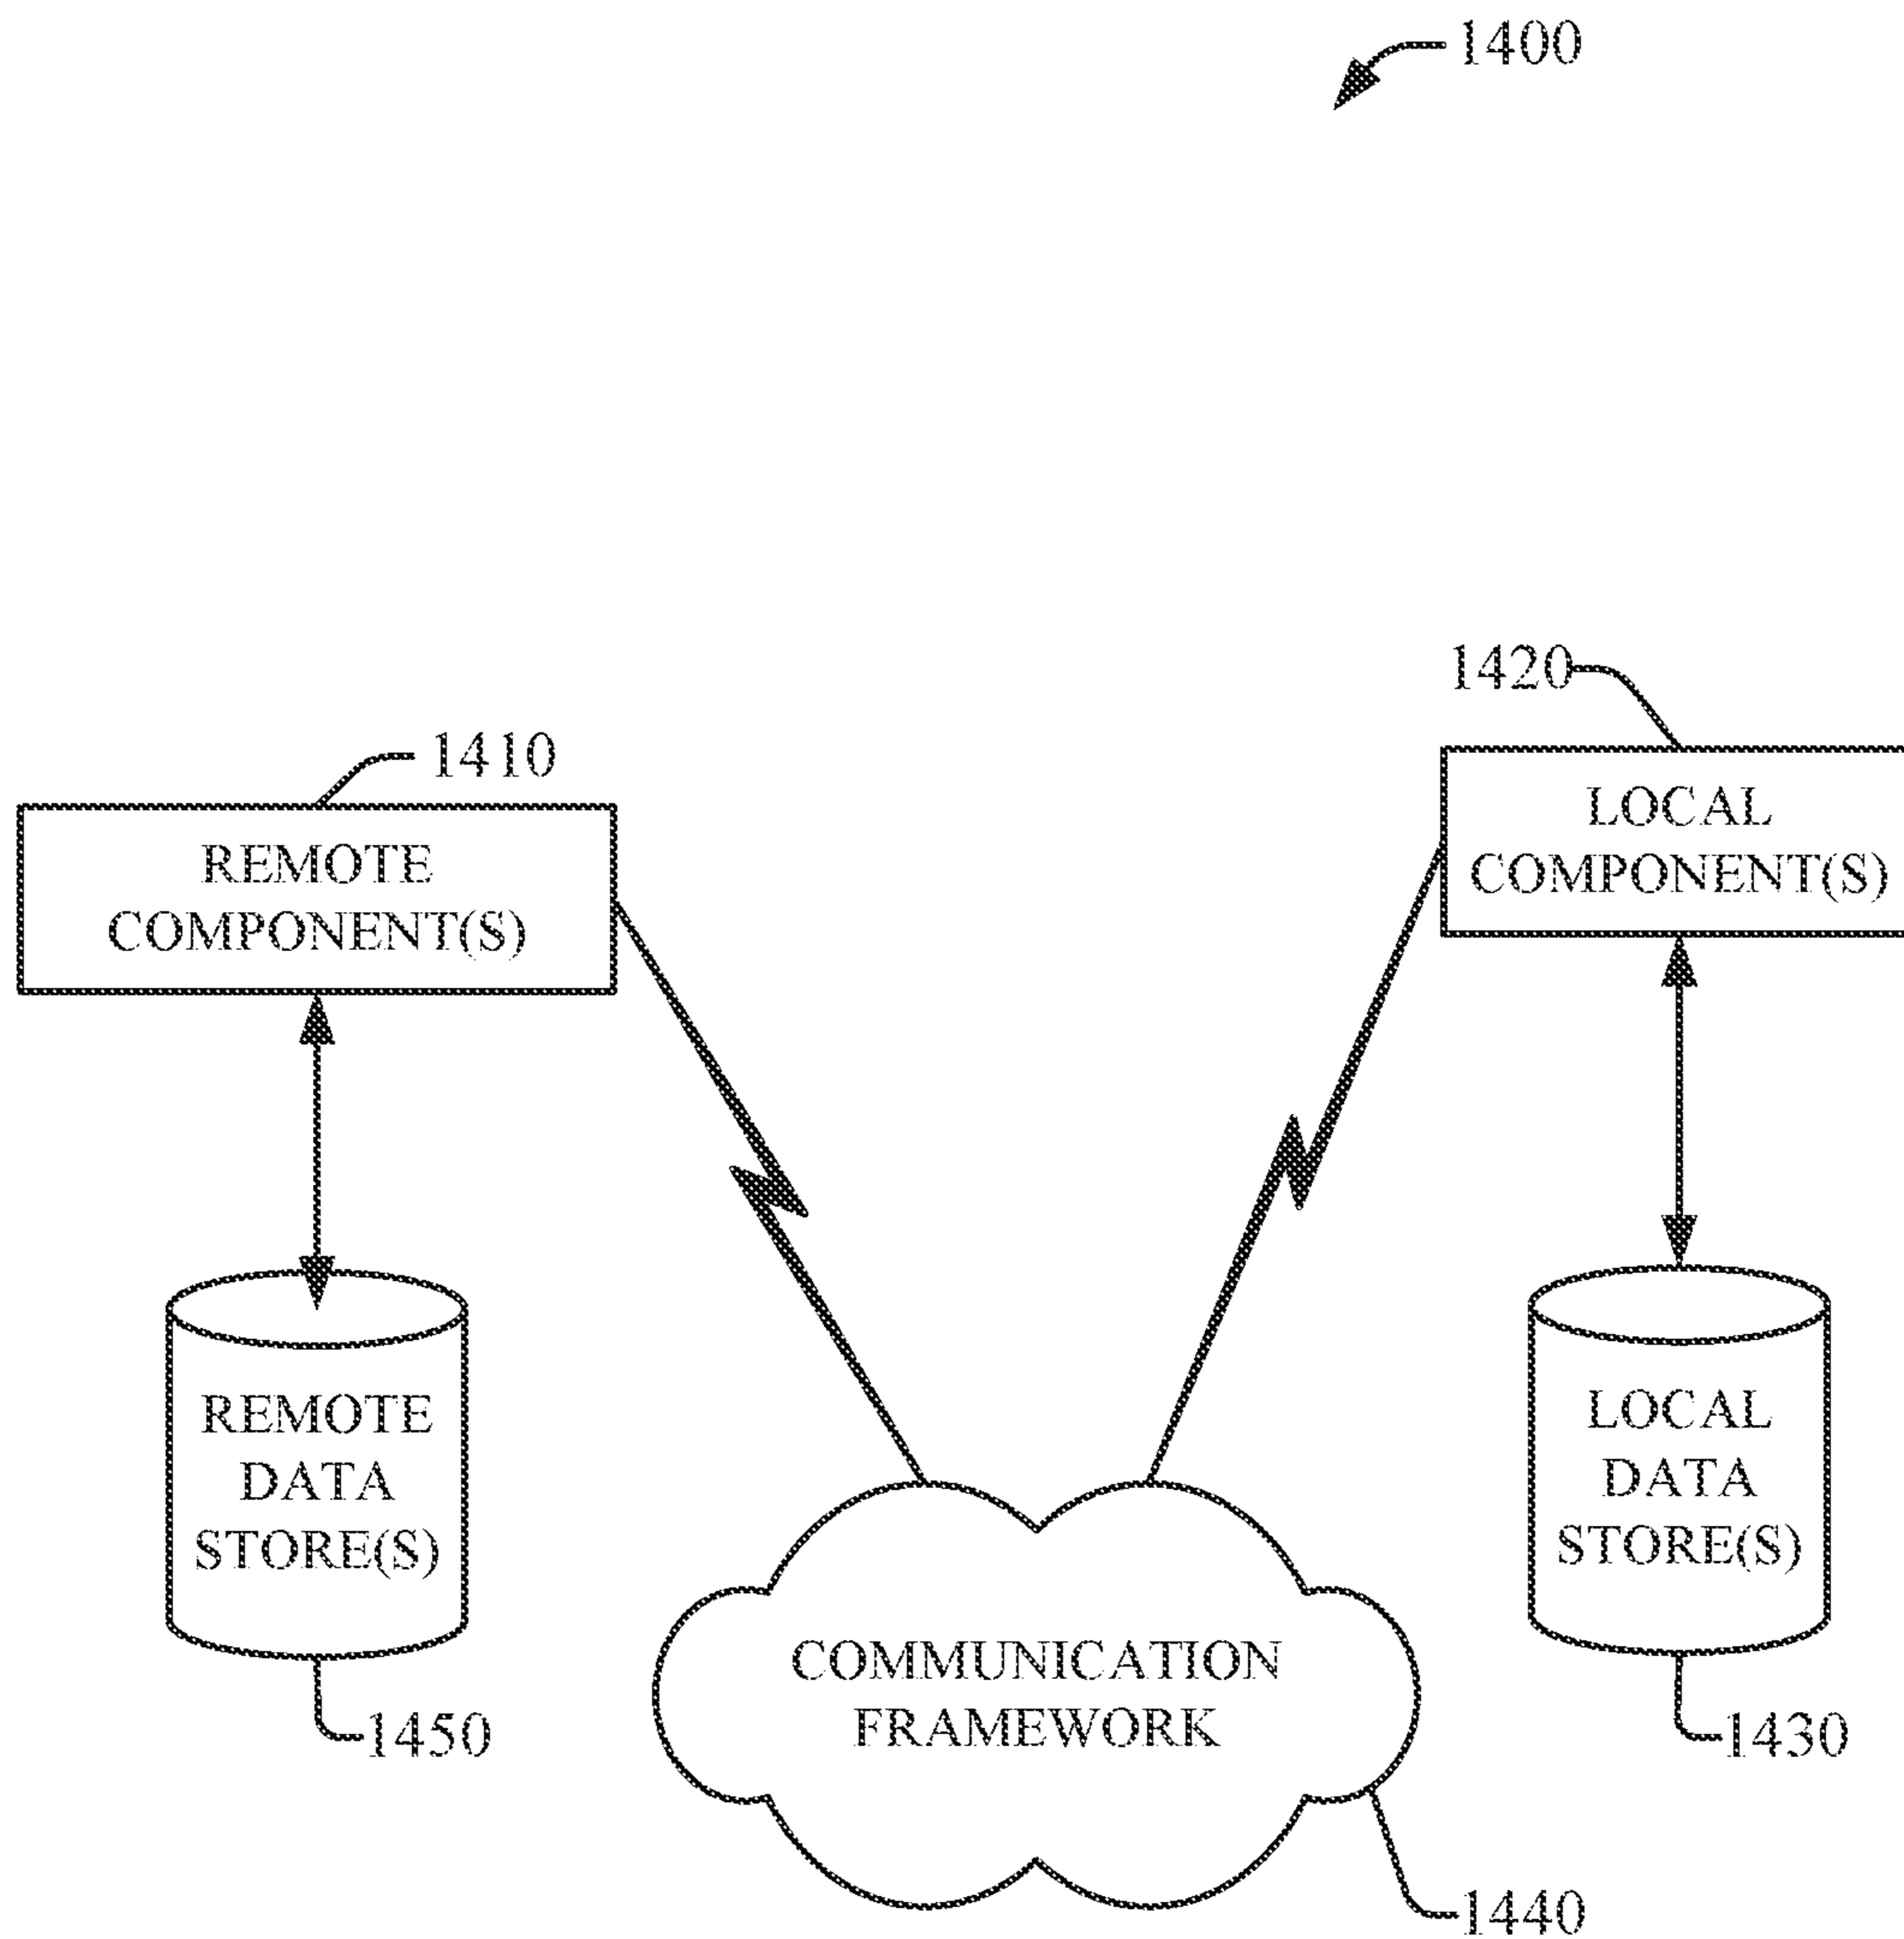 1400
1420
1410
LOCAL
COMPONENT(S)
REMOTE
COMPONENT(S)
REMOTE
DATA
STORE(S)
LOCAL
DATA
STORE(S)
COMMUNICATION
FRAMEWORK
1450
1430
1440